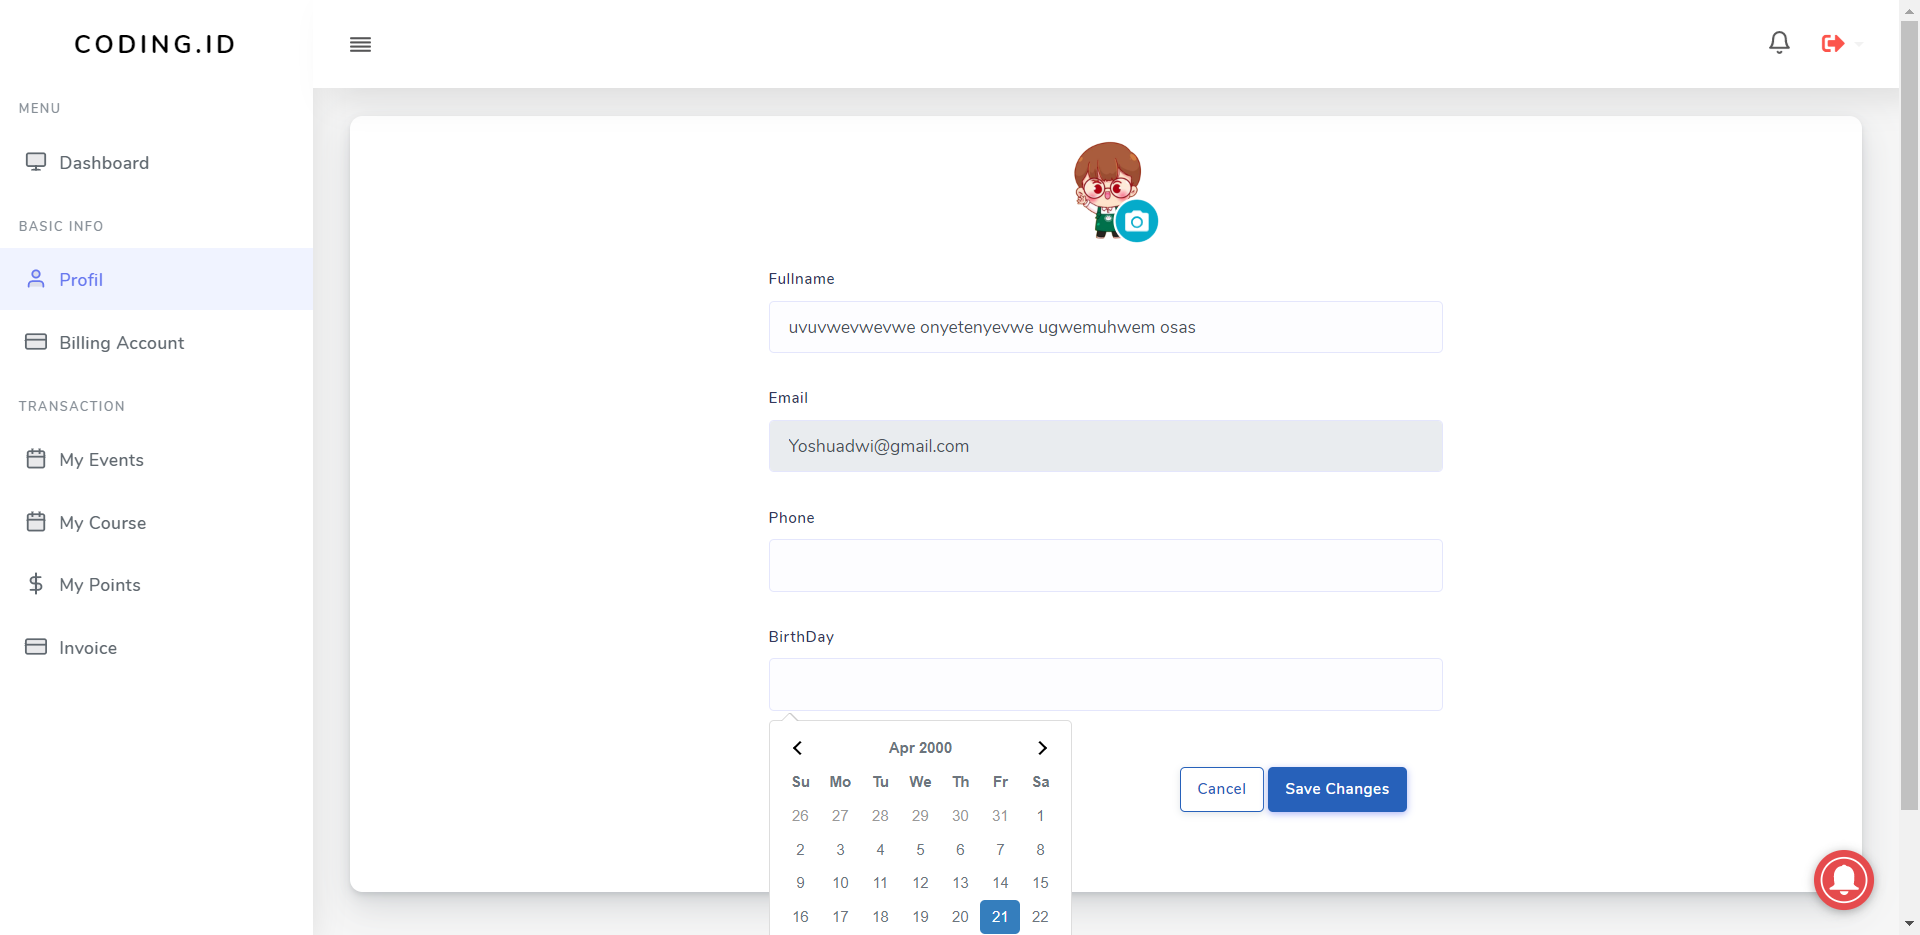 CODING.ID
MENU
Dashboard
BASIC INFO
Profil
Billing Account
TRANSACTION
My Events
My Course
My Points
Invoice
Fullname
uvuvwevwevwe onyetenyevwe ugwemuhwem osas
Email
Yoshuadwi@gmail.com
Phone
BirthDay
Apr 2000
Su Mo Tu We Th Fr Sa
26 27 28 29 30 31 1
2 3 4 5 6 7 8
9 10 11 12 13 14 15
16 17 18 19 20 21 22
Cancel Save Changes